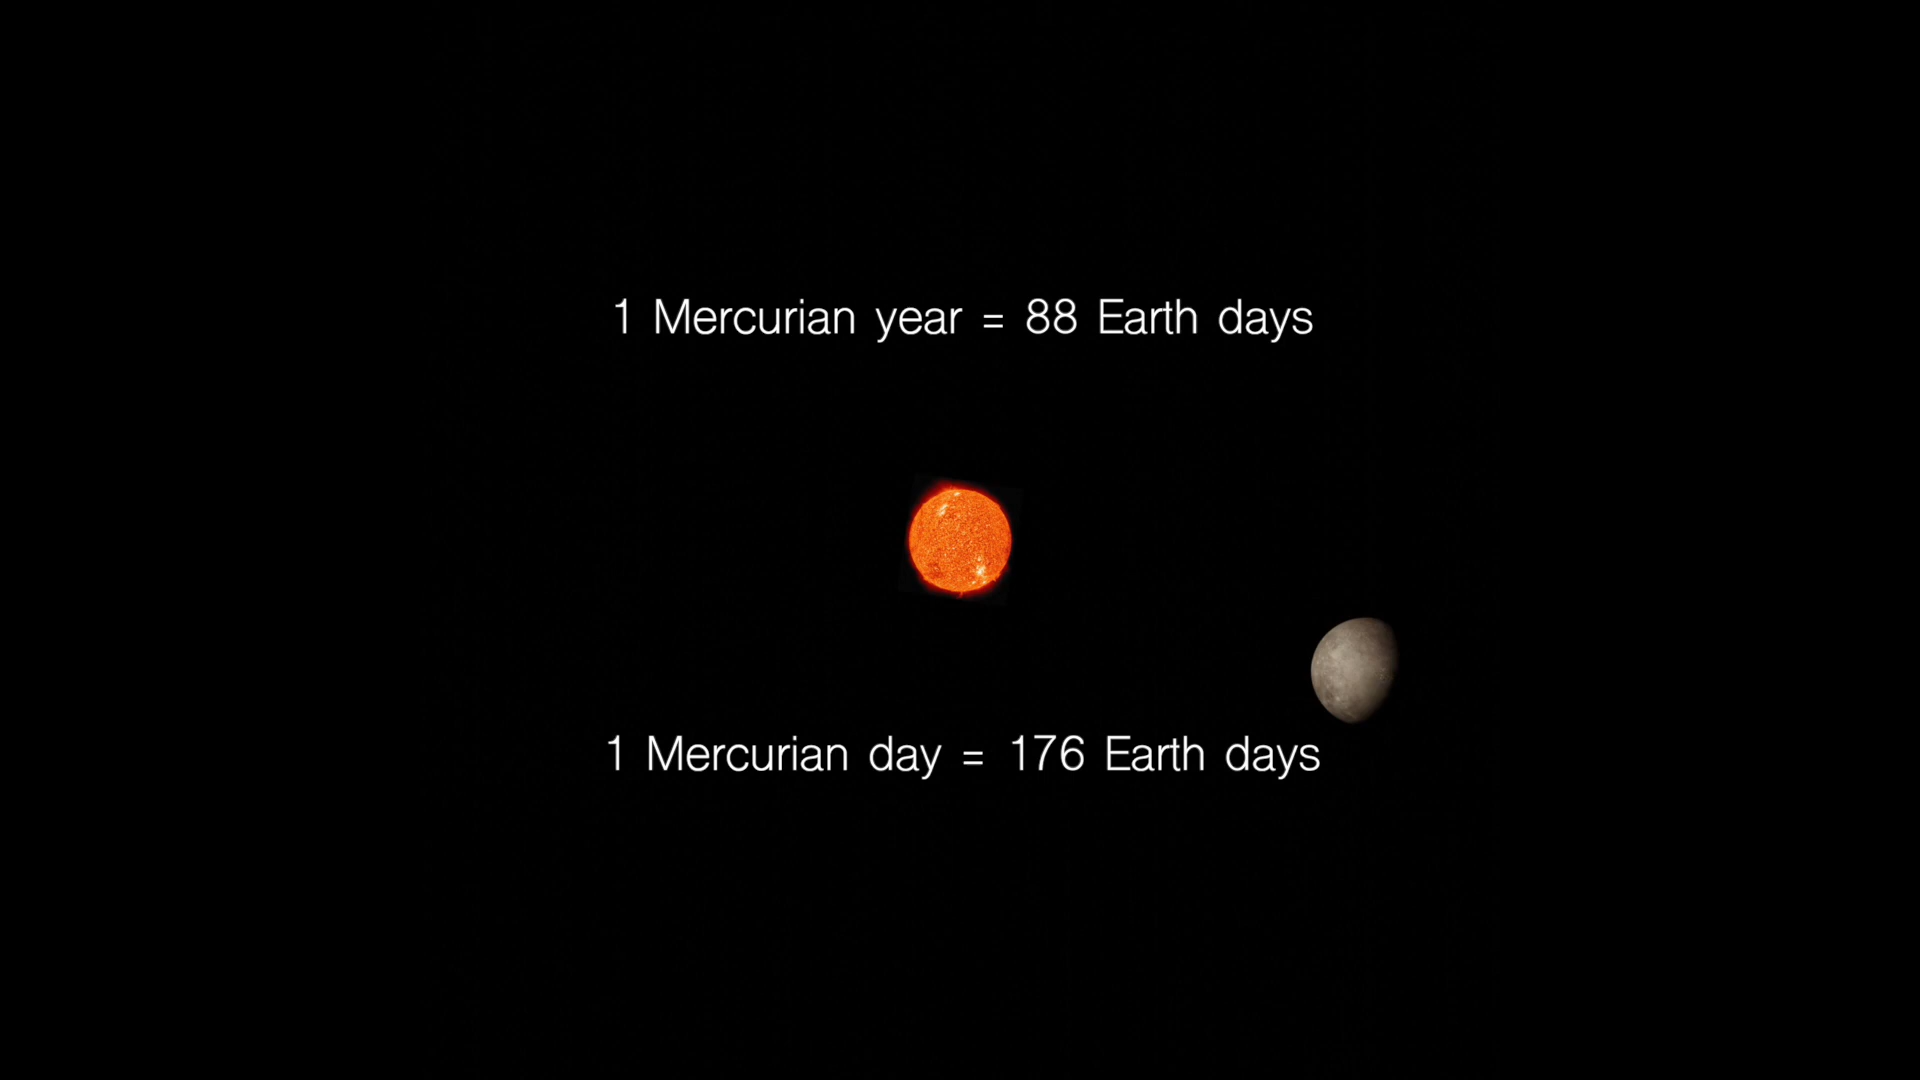 1 Mercurian year = 88 Earth days
1 Mercurian day = 176 Earth days